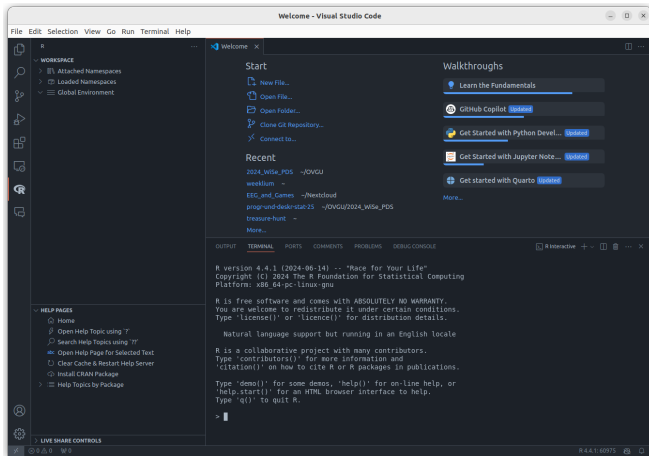 Welcome - Visual Studio Code
File Edit Selection View Go Run Terminal Help
R
WORKSPACE
Attached Namespaces
Loaded Namespaces
Global Environment
HELP PAGES
Home
Open Help Topic using `?`
Search Help Topics using `??`
Open Help Page for Selected Text
Clear Cache & Restart Help Server
Install CRAN Package
Help Topics by Package
LIVE SHARE CONTROLS
Welcome
Start
New File...
Open File...
Open Folder...
Clone Git Repository...
Connect to...
Recent
2024_WiSe_PDS ~/OVGU
weeklium ~
EEG_and_Games ~/Nextcloud
progr-und-deskr-stat-25 ~/OVGU/2024_WiSe_PDS
treasure-hunt ~
More...
Walkthroughs
Learn the Fundamentals
GitHub Copilot Updated
Get Started with Python Devel... Updated
Get Started with Jupyter Note... Updated
Get started with Quarto Updated
More...
OUTPUT TERMINAL PORTS COMMENTS PROBLEMS DEBUG CONSOLE R Interactive
R version 4.4.1 (2024-06-14) -- "Race for Your Life"
Copyright (C) 2024 The R Foundation for Statistical Computing
Platform: x86_64-pc-linux-gnu
R is free software and comes with ABSOLUTELY NO WARRANTY.
You are welcome to redistribute it under certain conditions.
Type 'license()' or 'licence()' for distribution details.
Natural language support but running in an English locale
R is a collaborative project with many contributors.
Type 'contributors()' for more information and
'citation()' on how to cite R or R packages in publications.
Type 'demo()' for some demos, 'help()' for on-line help, or
'help.start()' for an HTML browser interface to help.
Type 'q()' to quit R.
>
0 0 0 R 4.4.1: 60975